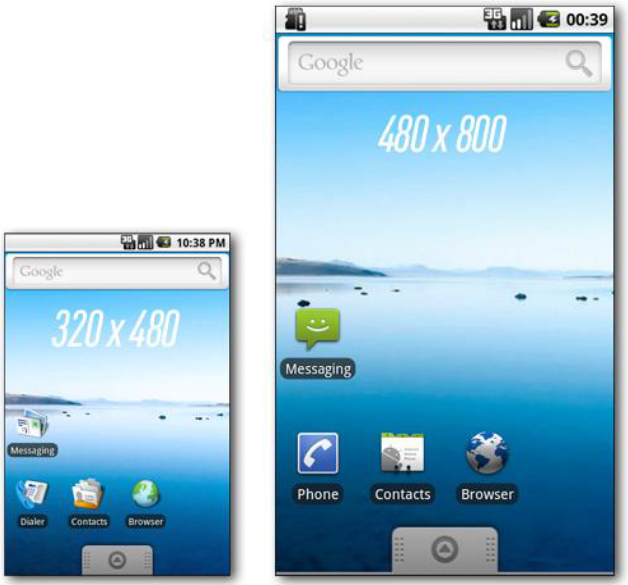 10:38 PM
Google
320 x 480
Messaging
Dialer
Contacts
Browser
3G
00:39
Google
480 x 800
Messaging
Phone
Contacts
Browser